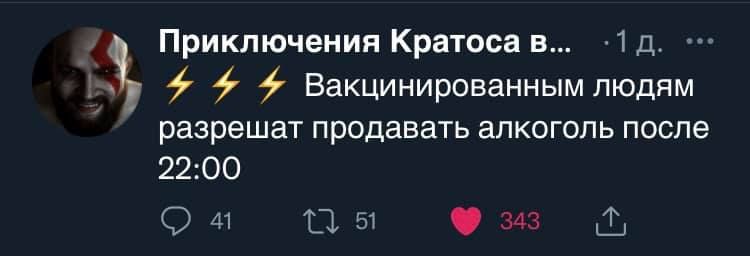 Приключения Кратоса в... · 1 д. ...
⚡⚡⚡ Вакцинированным людям
разрешат продавать алкоголь после
22:00
41 51 343